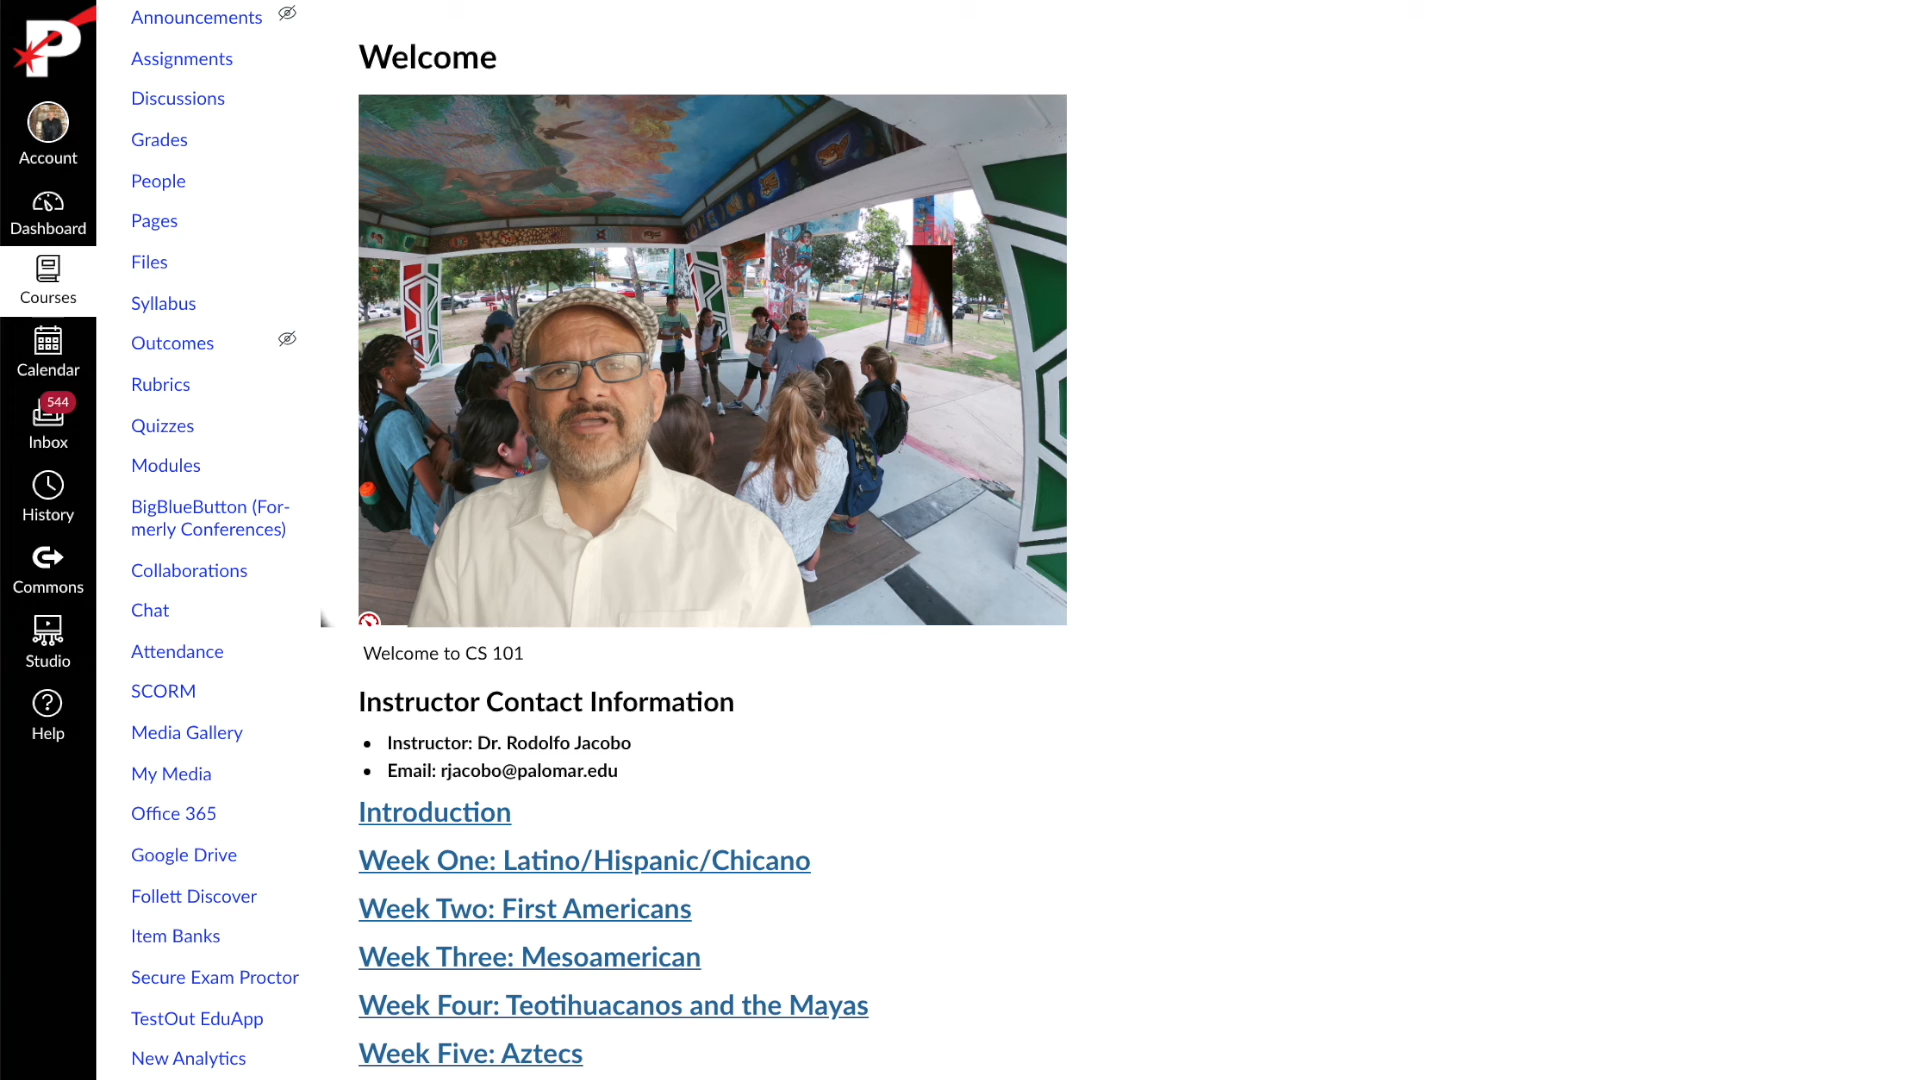 P
Account
Dashboard
Courses
Calendar
544
Inbox
History
Commons
Studio
Help
Announcements
Assignments
Discussions
Grades
People
Pages
Files
Syllabus
Outcomes
Rubrics
Quizzes
Modules
BigBlueButton (For-
merly Conferences)
Collaborations
Chat
Attendance
SCORM
Media Gallery
My Media
Office 365
Google Drive
Follett Discover
Item Banks
Secure Exam Proctor
TestOut EduApp
New Analytics
Welcome
Welcome to CS 101
Instructor Contact Information
Instructor: Dr. Rodolfo Jacobo
Email: rjacobo@palomar.edu
Introduction
Week One: Latino/Hispanic/Chicano
Week Two: First Americans
Week Three: Mesoamerican
Week Four: Teotihuacanos and the Mayas
Week Five: Aztecs